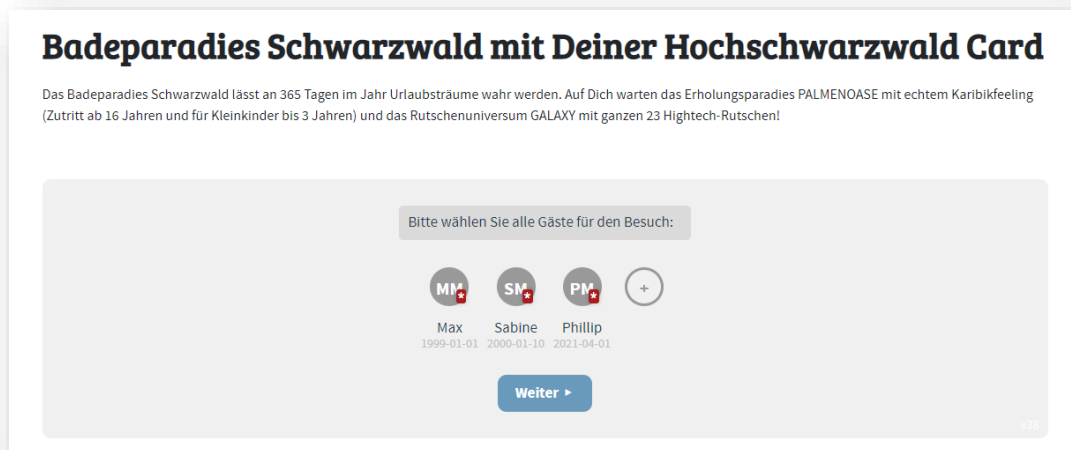 Badeparadies Schwarzwald mit Deiner Hochschwarzwald Card
Das Badeparadies Schwarzwald lässt an 365 Tagen im Jahr Urlaubsträume wahr werden. Auf Dich warten das Erholungsparadies PALMENOASE mit echtem Karibikfeeling
(Zutritt ab 16 Jahren und für Kleinkinder bis 3 Jahren) und das Rutschenuniversum GALAXY mit ganzen 23 Hightech-Rutschen!
Bitte wählen Sie alle Gäste für den Besuch:
MM SM PM +
Max Sabine Phillip
1999-01-01 2000-01-10 2021-04-01
Weiter ▸
v38